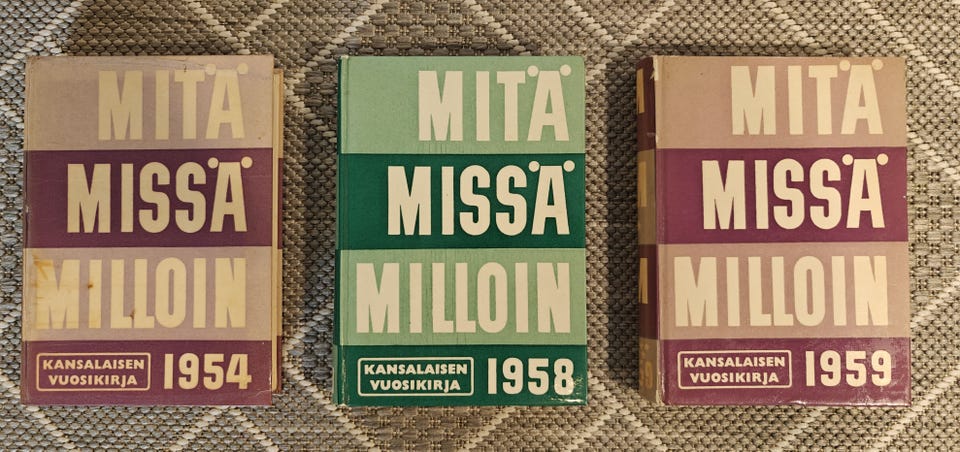 MITÄ
MISSÄ
MILLOIN
KANSALAISEN
VUOSIKIRJA
1954
MITÄ
MISSÄ
MILLOIN
KANSALAISEN
VUOSIKIRJA
1958
MITÄ
MISSÄ
MILLOIN
KANSALAISEN
VUOSIKIRJA
1959